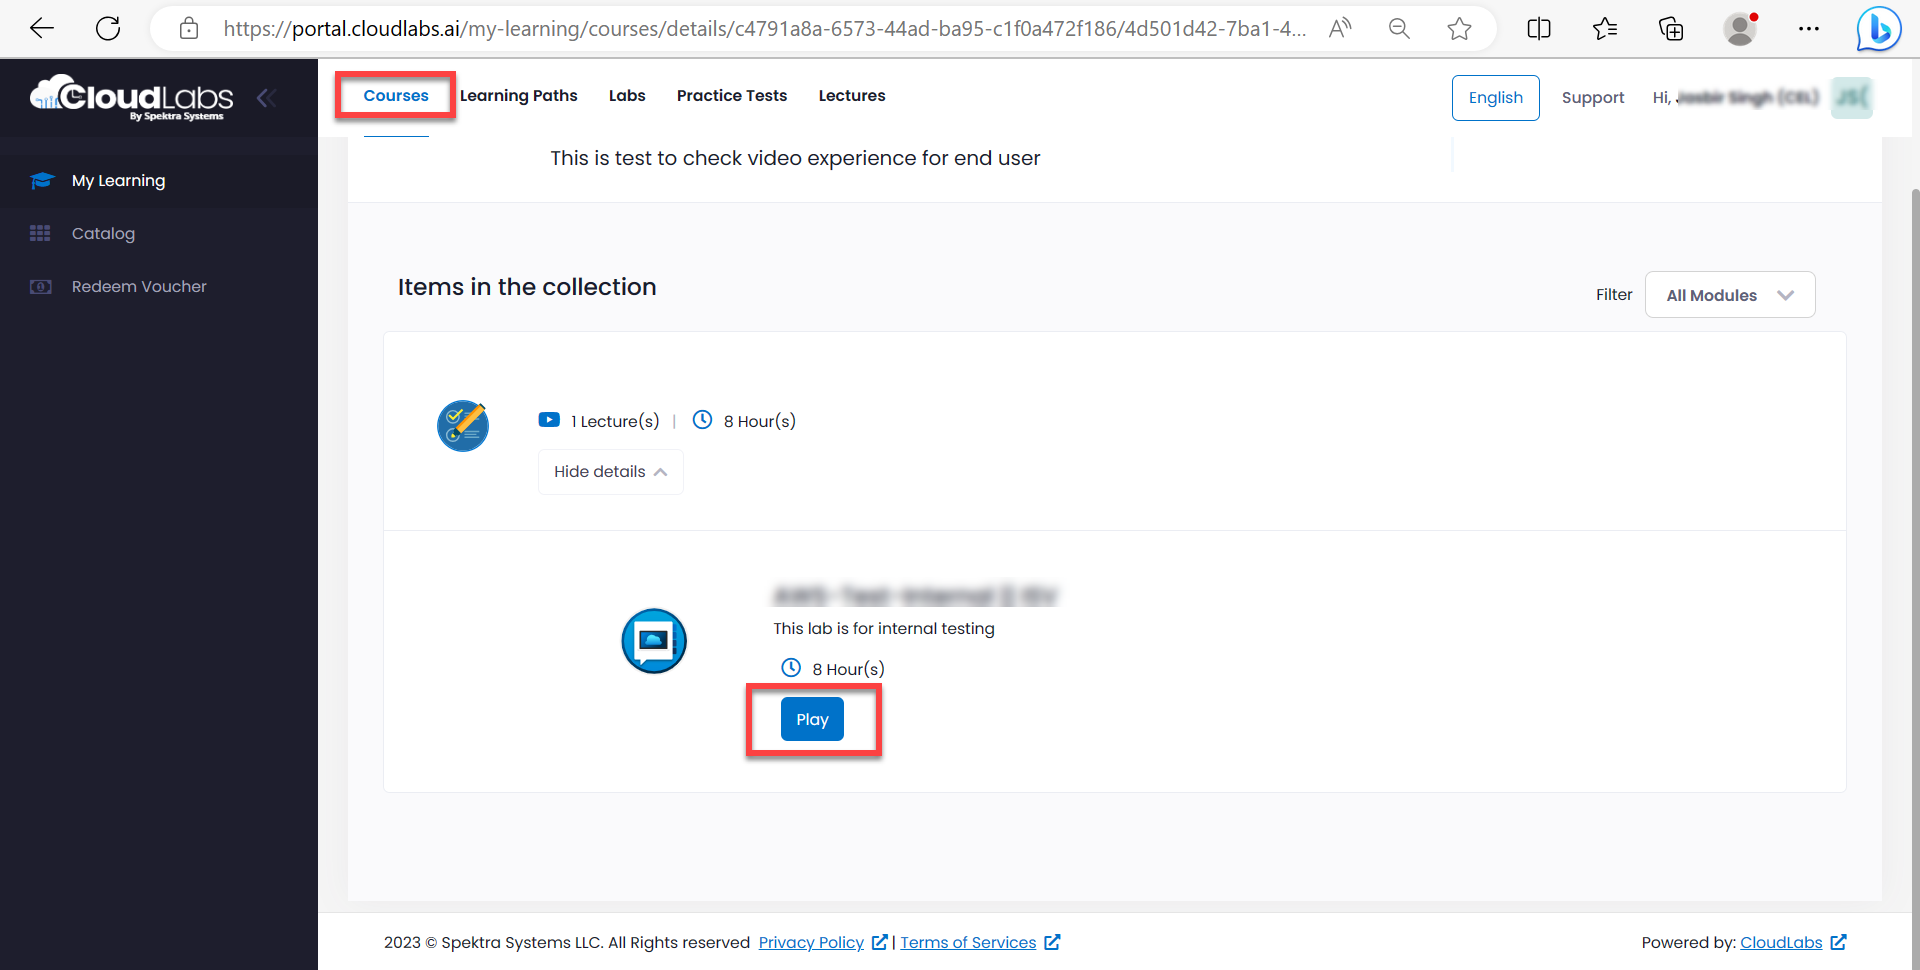 https://portal.cloudlabs.ai/my-learning/courses/details/c4791a8a-6573-44ad-ba95-c1f0a472f186/4d501d42-7ba1-4...
CloudLabs
By Spektra Systems
Courses
Learning Paths
Labs
Practice Tests
Lectures
English
Support
Hi,
My Learning
Catalog
Redeem Voucher
This is test to check video experience for end user
Items in the collection
Filter
All Modules
1 Lecture(s) | 8 Hour(s)
Hide details
This lab is for internal testing
8 Hour(s)
Play
2023 © Spektra Systems LLC. All Rights reserved Privacy Policy | Terms of Services
Powered by: CloudLabs